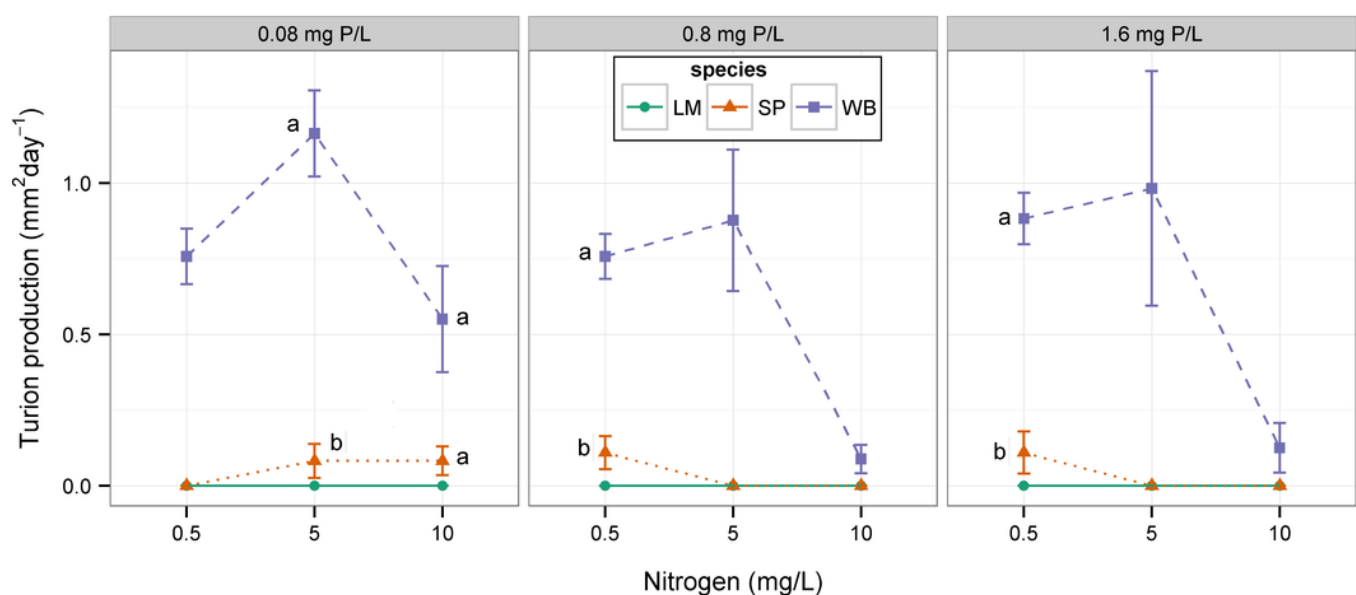 0.08 mg P/L
0.8 mg P/L
1.6 mg P/L
species
LM SP WB
Turion production (mm²day⁻¹)
1.0
0.5
0.0
a
a
b
a
a
b
a
b
0.5 5 10
0.5 5 10
0.5 5 10
Nitrogen (mg/L)